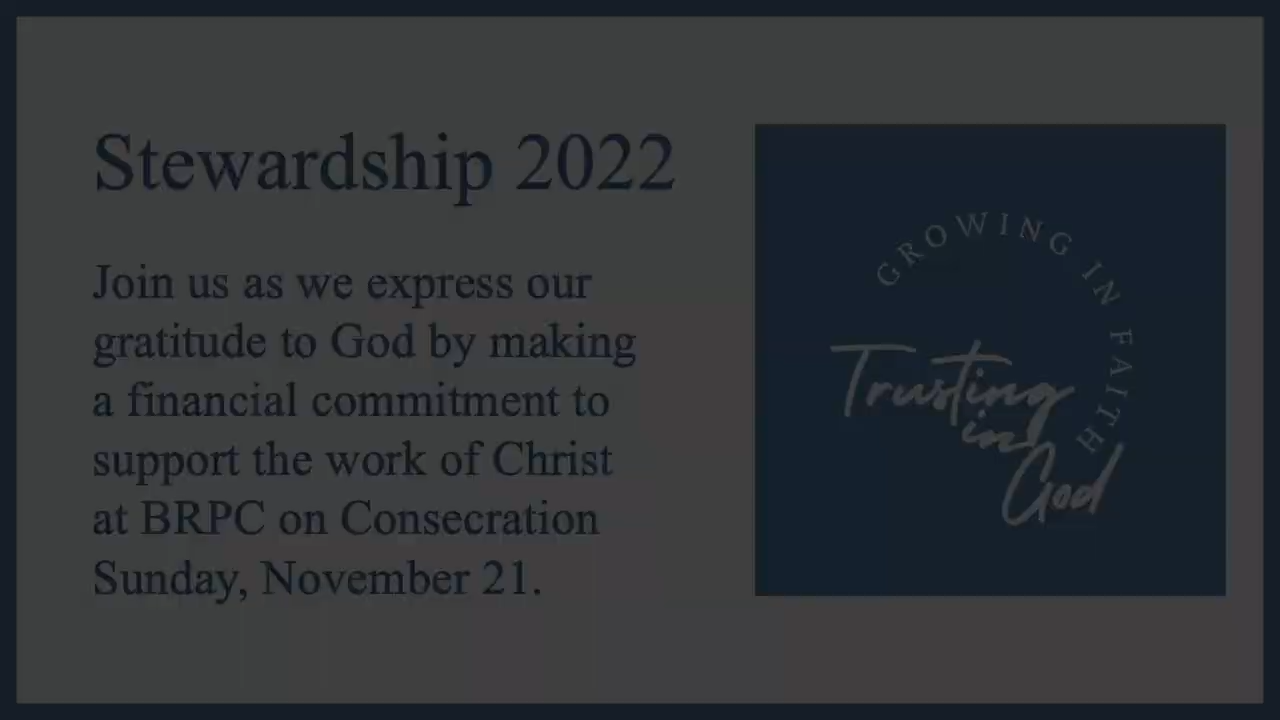 Stewardship 2022
Join us as we express our
gratitude to God by making
a financial commitment to
support the work of Christ
at BRPC on Consecration
Sunday, November 21.
GROWING IN FAITH
Trusting
in
God